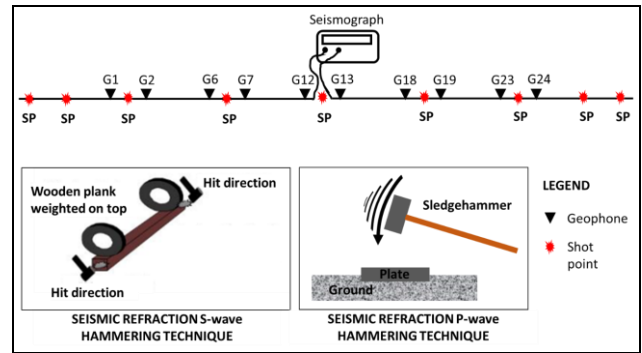 Seismograph
G1 G2 G6 G7 G12 G13 G18 G19 G23 G24
SP SP SP SP SP SP SP SP SP
Wooden plank
weighted on top
Hit direction
Hit direction
SEISMIC REFRACTION S-wave
HAMMERING TECHNIQUE
Sledgehammer
Plate
Ground
SEISMIC REFRACTION P-wave
HAMMERING TECHNIQUE
LEGEND
Geophone
Shot
point